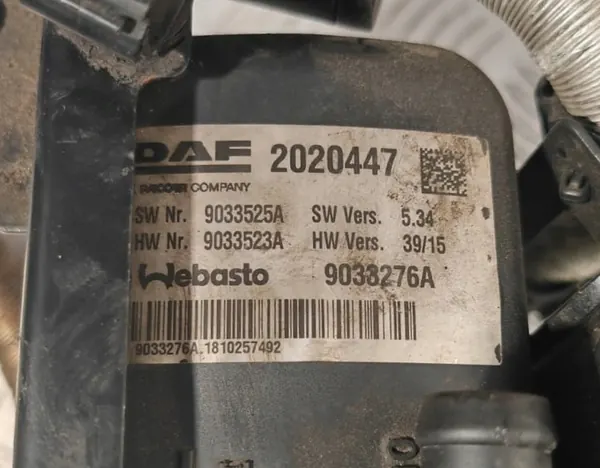 DAF 2020447
A PACCAR COMPANY
SW Nr. 9033525A SW Vers. 5.34
HW Nr. 9033523A HW Vers. 39/15
Webasto 9033276A
9033276A.1810257492